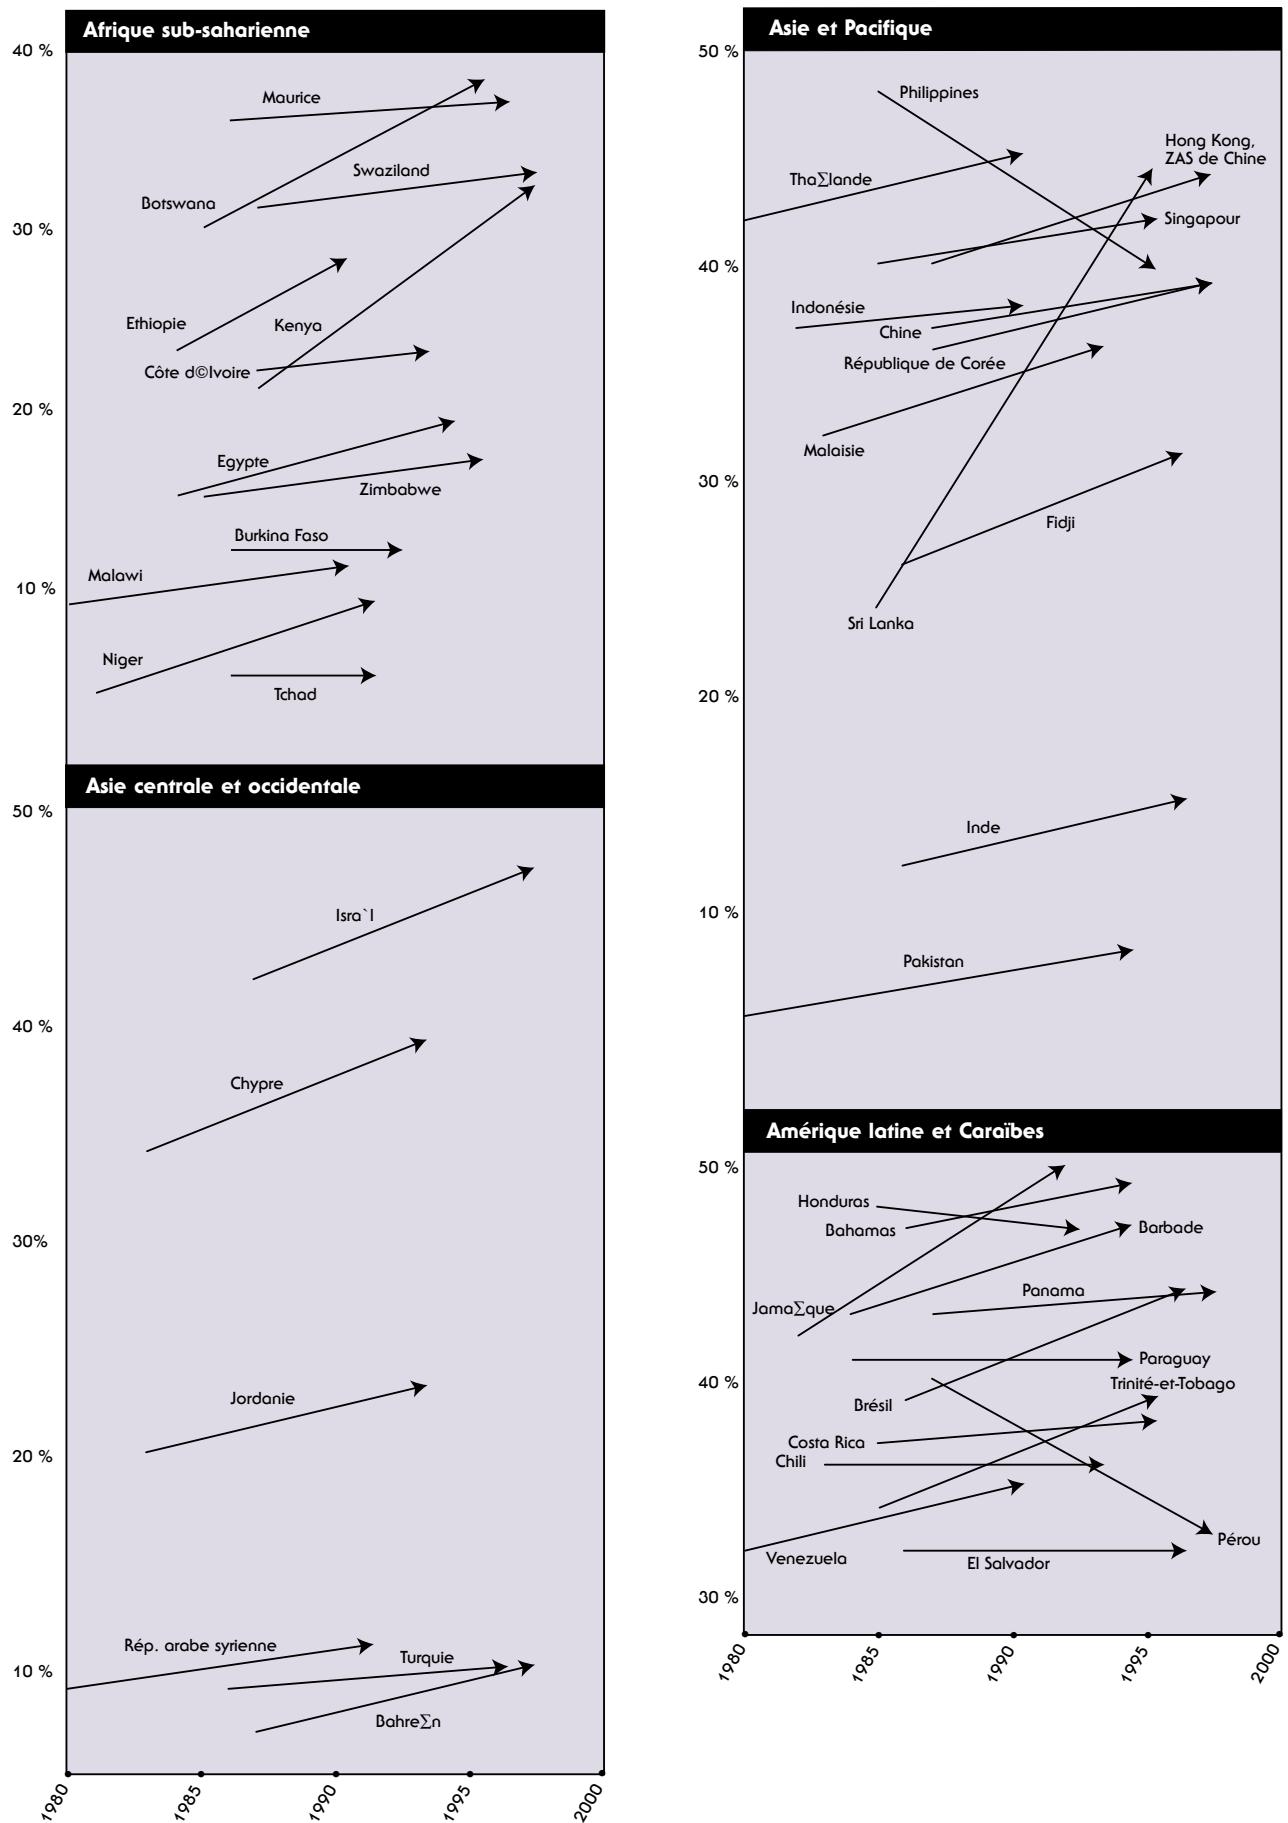 Afrique sub-saharienne
40 %
Maurice
Swaziland
Botswana
30 %
Ethiopie
Kenya
Côte d©Ivoire
20 %
Egypte
Zimbabwe
Burkina Faso
Malawi
10 %
Niger
Tchad
Asie centrale et occidentale
50 %
Isra`l
40 %
Chypre
30%
Jordanie
20 %
Rép. arabe syrienne
Turquie
10 %
Bahre∑n
1980
1985
1990
1995
2000
Asie et Pacifique
50 %
Philippines
Hong Kong,
ZAS de Chine
Tha∑lande
Singapour
40 %
Indonésie
Chine
République de Corée
Malaisie
30 %
Fidji
Sri Lanka
20 %
Inde
10 %
Pakistan
Amérique latine et Caraïbes
50 %
Honduras
Bahamas
Barbade
Panama
Jama∑que
Paraguay
40 %
Trinité-et-Tobago
Brésil
Costa Rica
Chili
Pérou
Venezuela
El Salvador
30 %
1980
1985
1990
1995
2000